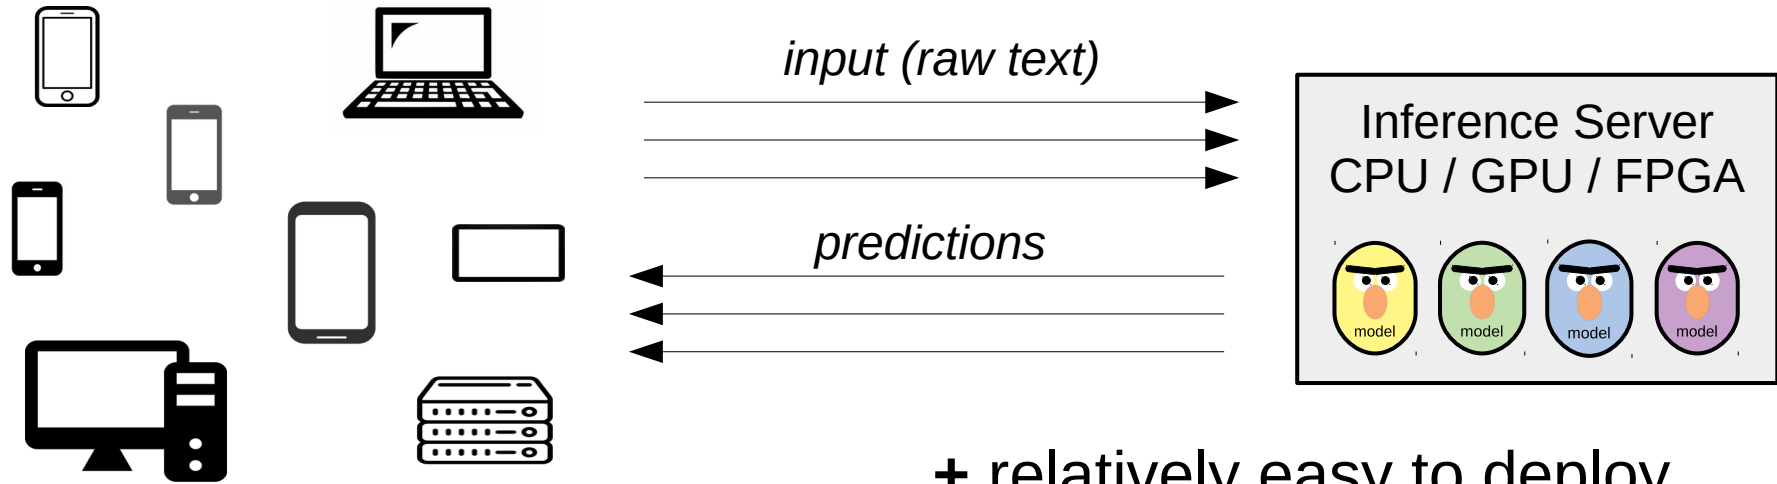 input (raw text)
Inference Server
CPU / GPU / FPGA
predictions
model model model model
+ relatively easy to deploy